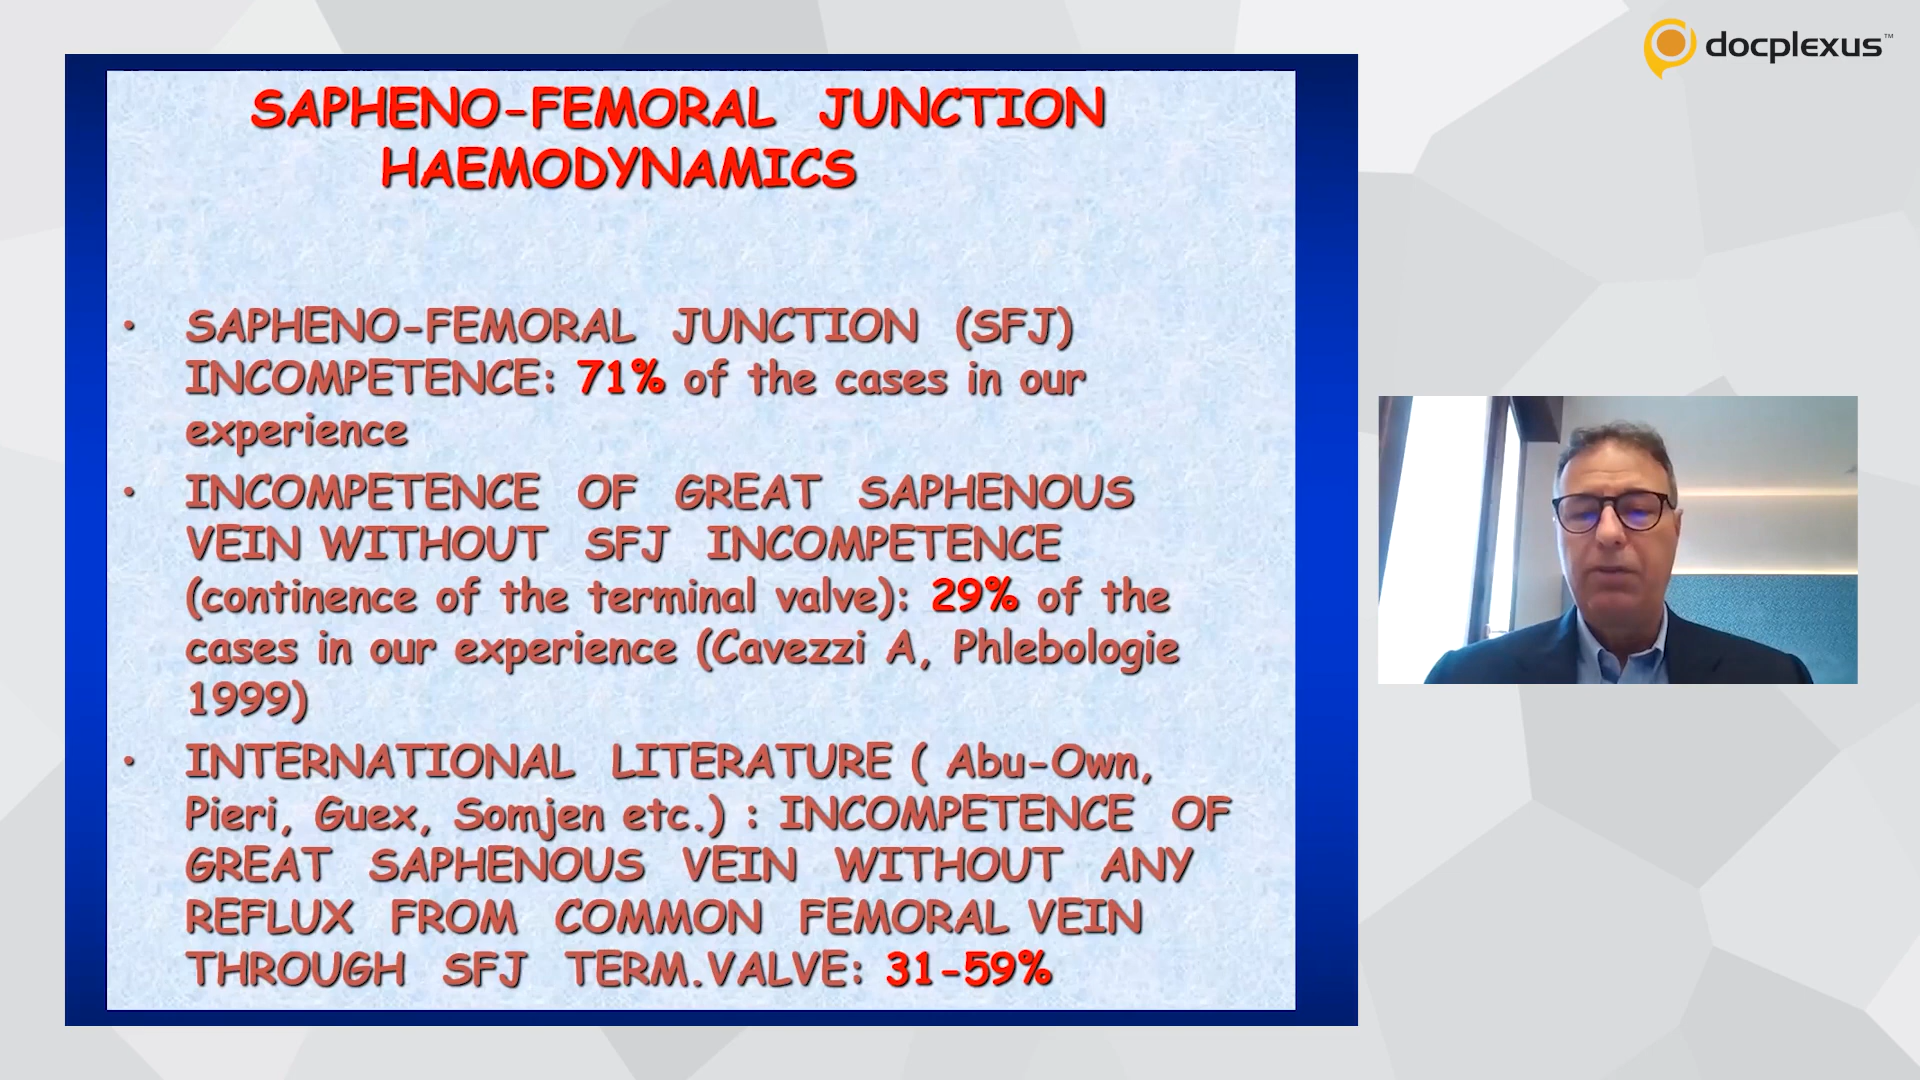 docplexus™
SAPHENO-FEMORAL JUNCTION
HAEMODYNAMICS
• SAPHENO-FEMORAL JUNCTION (SFJ)
INCOMPETENCE: 71% of the cases in our
experience
• INCOMPETENCE OF GREAT SAPHENOUS
VEIN WITHOUT SFJ INCOMPETENCE
(continence of the terminal valve): 29% of the
cases in our experience (Cavezzi A, Phlebologie
1999)
• INTERNATIONAL LITERATURE ( Abu-Own,
Pieri, Guex, Somjen etc.) : INCOMPETENCE OF
GREAT SAPHENOUS VEIN WITHOUT ANY
REFLUX FROM COMMON FEMORAL VEIN
THROUGH SFJ TERM.VALVE: 31-59%